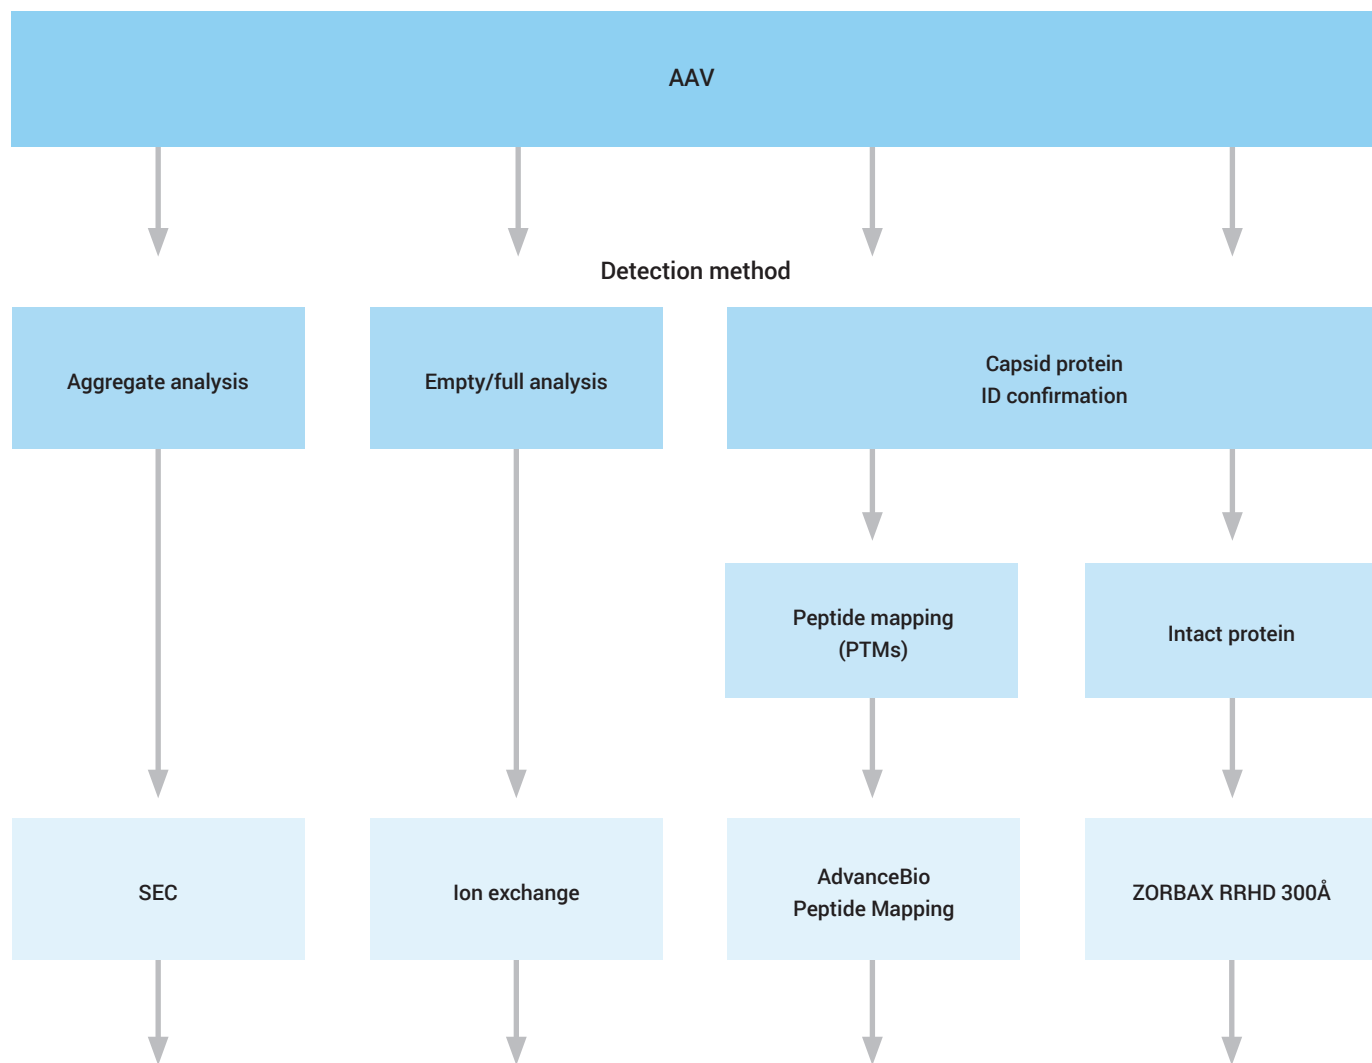 AAV
Detection method
Aggregate analysis
Empty/full analysis
Capsid protein
ID confirmation
Peptide mapping
(PTMs)
Intact protein
SEC
Ion exchange
AdvanceBio
Peptide Mapping
ZORBAX RRHD 300Å